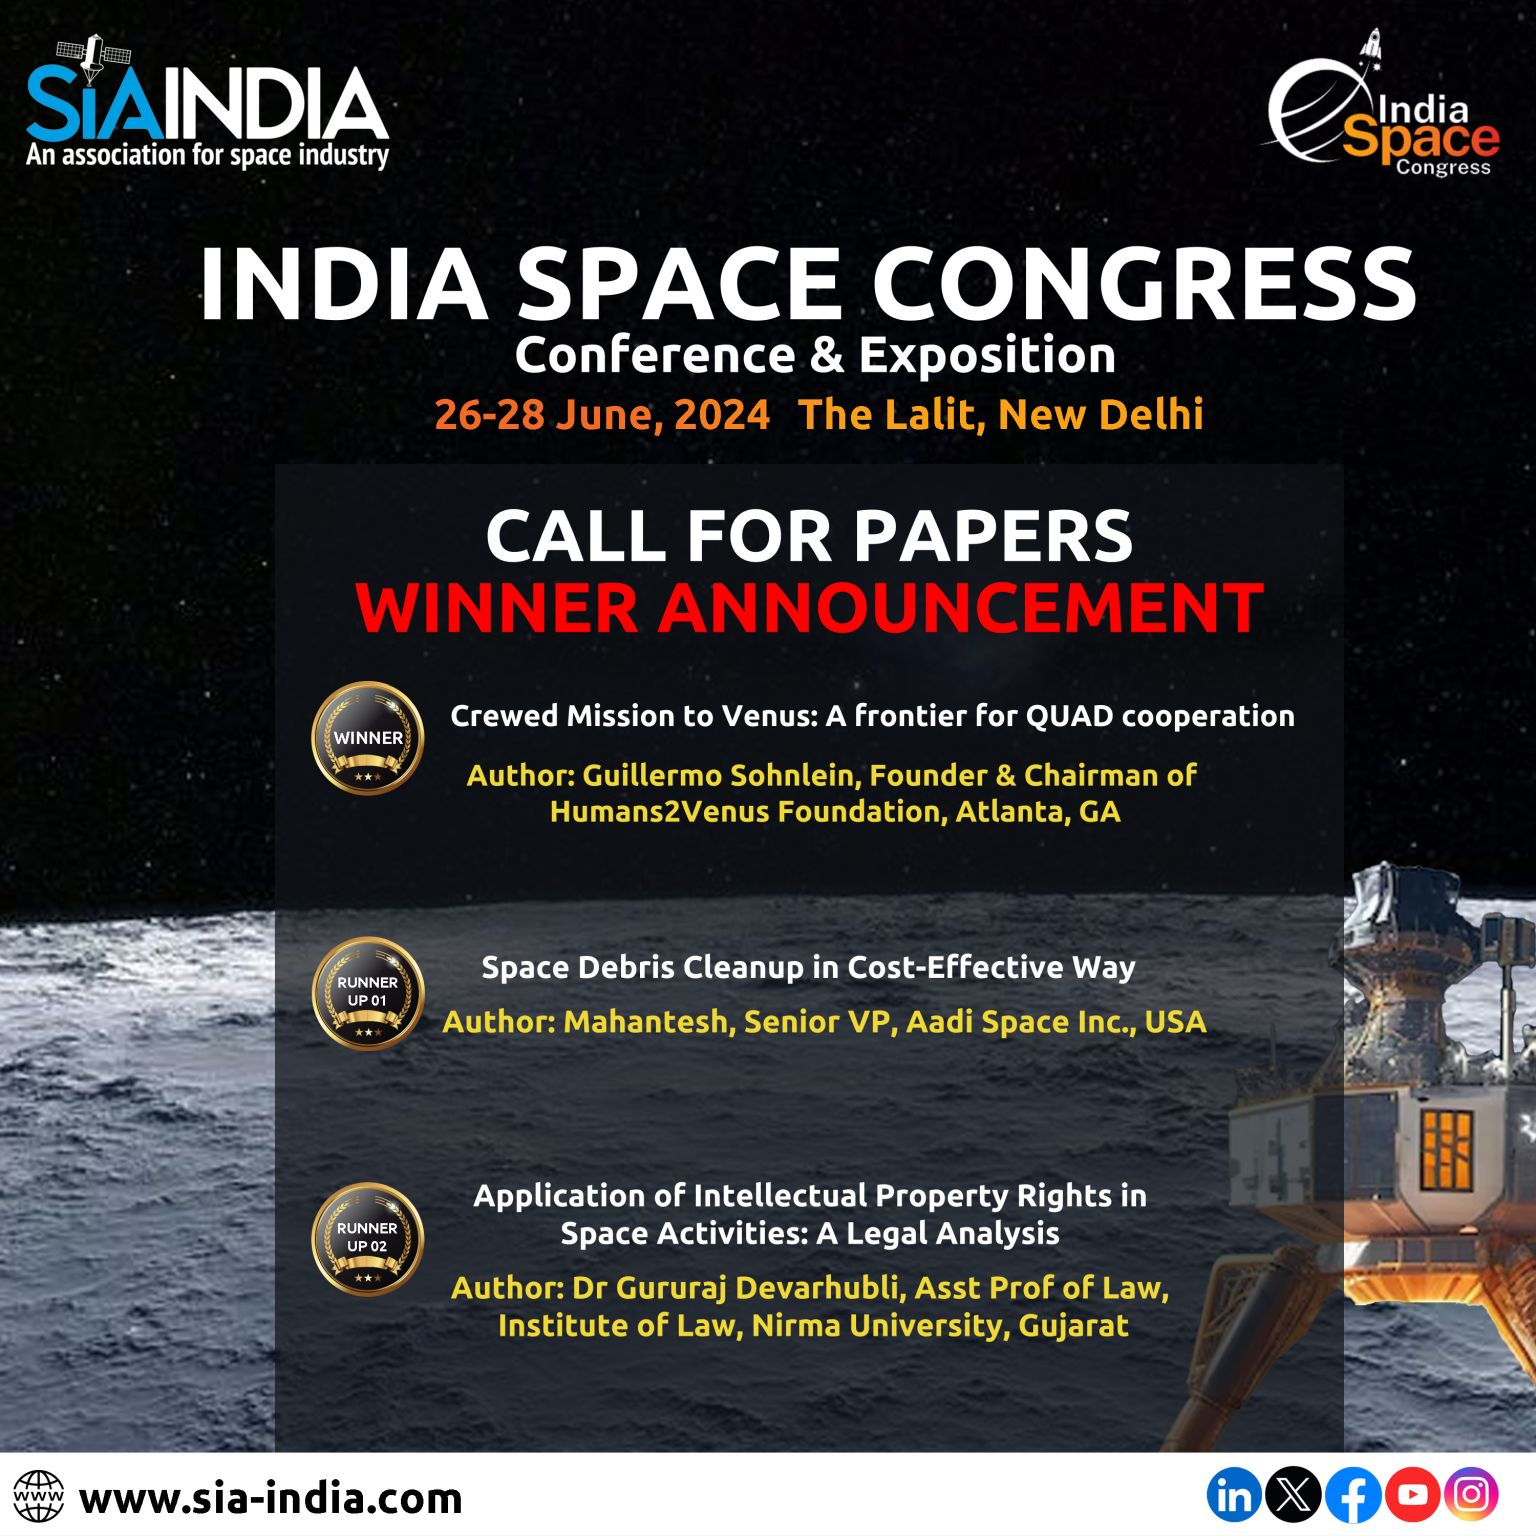 SiAINDIA
An association for space industry
India
Space
Congress
INDIA SPACE CONGRESS
Conference & Exposition
26-28 June, 2024 The Lalit, New Delhi
CALL FOR PAPERS
WINNER ANNOUNCEMENT
WINNER
Crewed Mission to Venus: A frontier for QUAD cooperation
Author: Guillermo Sohnlein, Founder & Chairman of
Humans2Venus Foundation, Atlanta, GA
RUNNER
UP 01
Space Debris Cleanup in Cost-Effective Way
Author: Mahantesh, Senior VP, Aadi Space Inc., USA
RUNNER
UP 02
Application of Intellectual Property Rights in
Space Activities: A Legal Analysis
Author: Dr Gururaj Devarhubli, Asst Prof of Law,
Institute of Law, Nirma University, Gujarat
www
www.sia-india.com
in